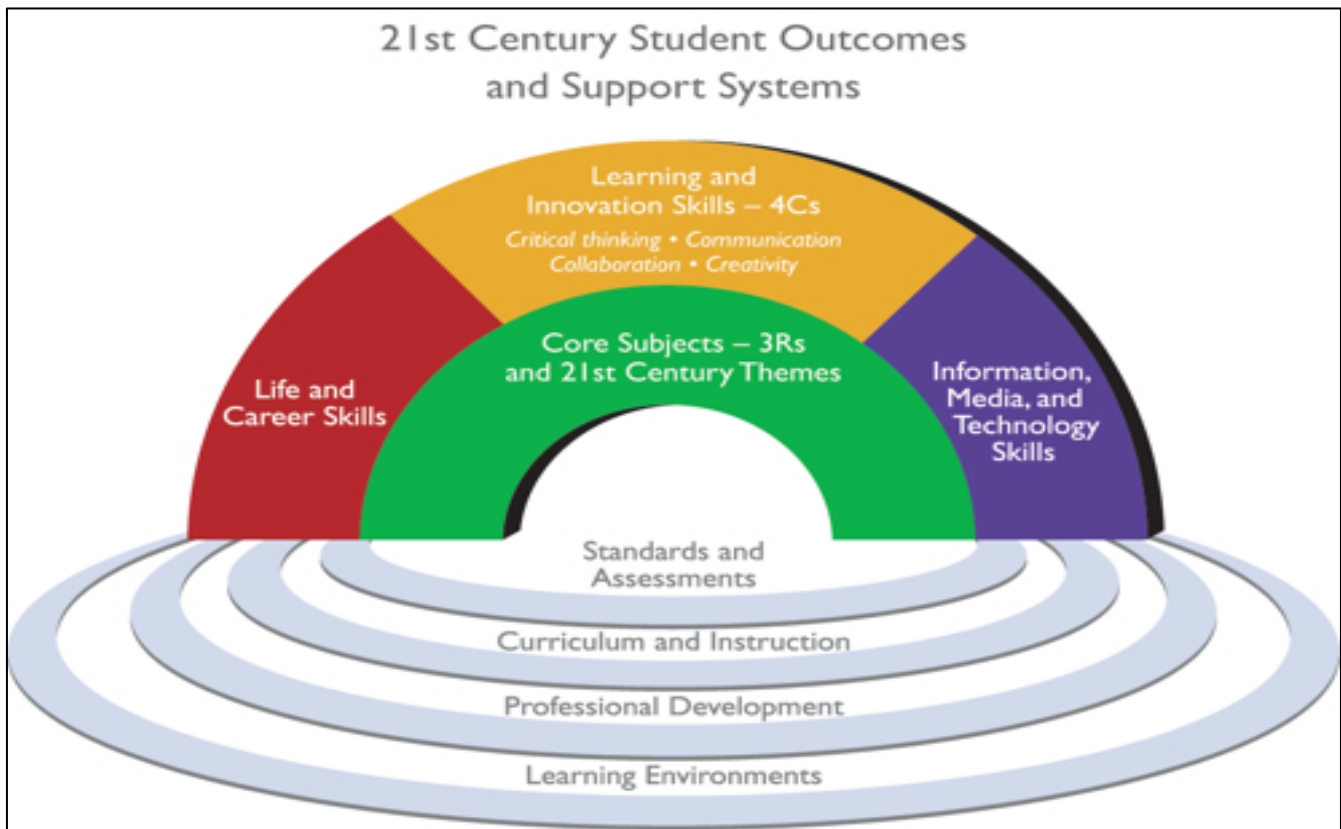 21st Century Student Outcomes
and Support Systems
Learning and
Innovation Skills – 4Cs
Critical thinking • Communication
Collaboration • Creativity
Core Subjects – 3Rs
and 21st Century Themes
Life and
Career Skills
Information,
Media, and
Technology
Skills
Standards and
Assessments
Curriculum and Instruction
Professional Development
Learning Environments